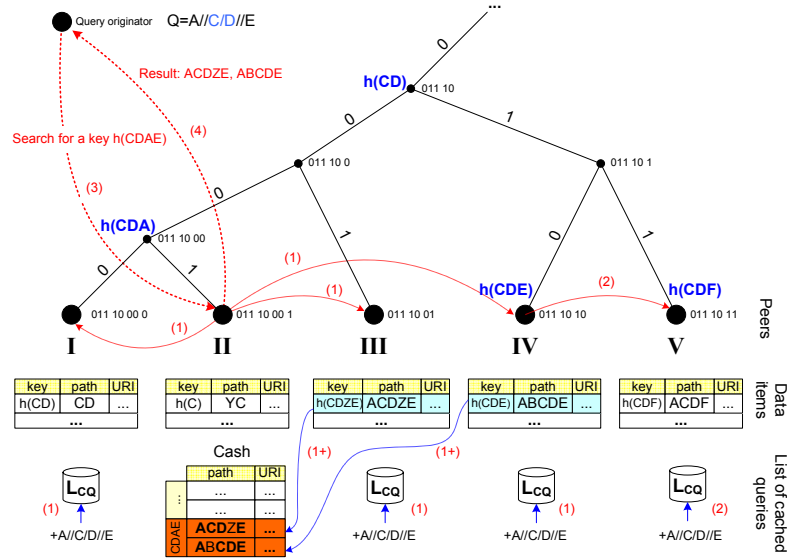 ...
Query originator Q=A//C/D//E
0
h(CD) 011 10
Result: ACDZE, ABCDE
0
1
Search for a key h(CDAE)
(4)
011 10 0
011 10 1
(3)
0
h(CDA) 011 10 00
1
0
1
0
1
(1)
h(CDE)
(2)
h(CDF)
011 10 00 0
(1)
011 10 00 1
(1)
011 10 01
011 10 10
011 10 11
I
II
III
IV
V
Peers
key path URI
h(CD) CD ...
...
key path URI
h(C) YC ...
...
key path URI
h(CDZE) ACDZE ...
...
key path URI
h(CDE) ABCDE ...
...
key path URI
h(CDF) ACDF ...
...
Data items
Cash
path URI
... ... ...
... ...
CDAE ACDZE ...
ABCDE ...
(1+)
(1+)
LCQ
(1)
+A//C/D//E
LCQ
(1)
+A//C/D//E
LCQ
(1)
+A//C/D//E
LCQ
(2)
+A//C/D//E
List of cached queries